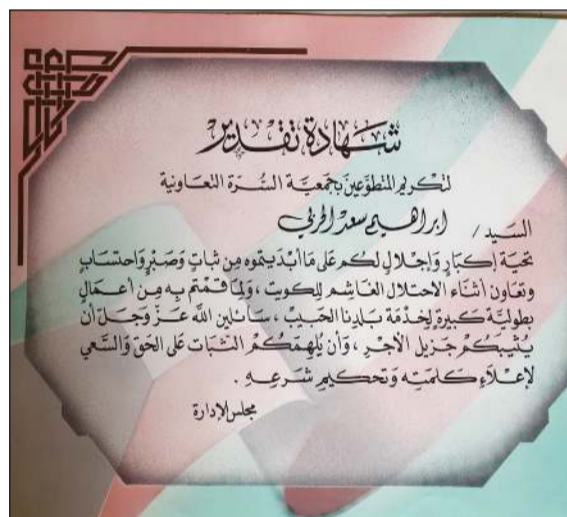 شهادة تقدير
لتكريم المتطوعين بجمعية السرة التعاونية
السيد / ابراهيم سعد الحربي
تحية إكبار وإجلال لكم على ما أبديتموه من ثبات وصبر واحتساب
وتعاون أثناء الاحتلال الغاشم للكويت ، ولما قمتم به من أعمال
بطولية كبيرة لخدمة بلدنا الحبيب ، سائلين الله عز وجل أن
يثيبكم جزيل الأجر ، وأن يلهمكم الثبات على الحق والسعي
لإعلاء كلمته وتحكيم شرعه .
مجلس الإدارة